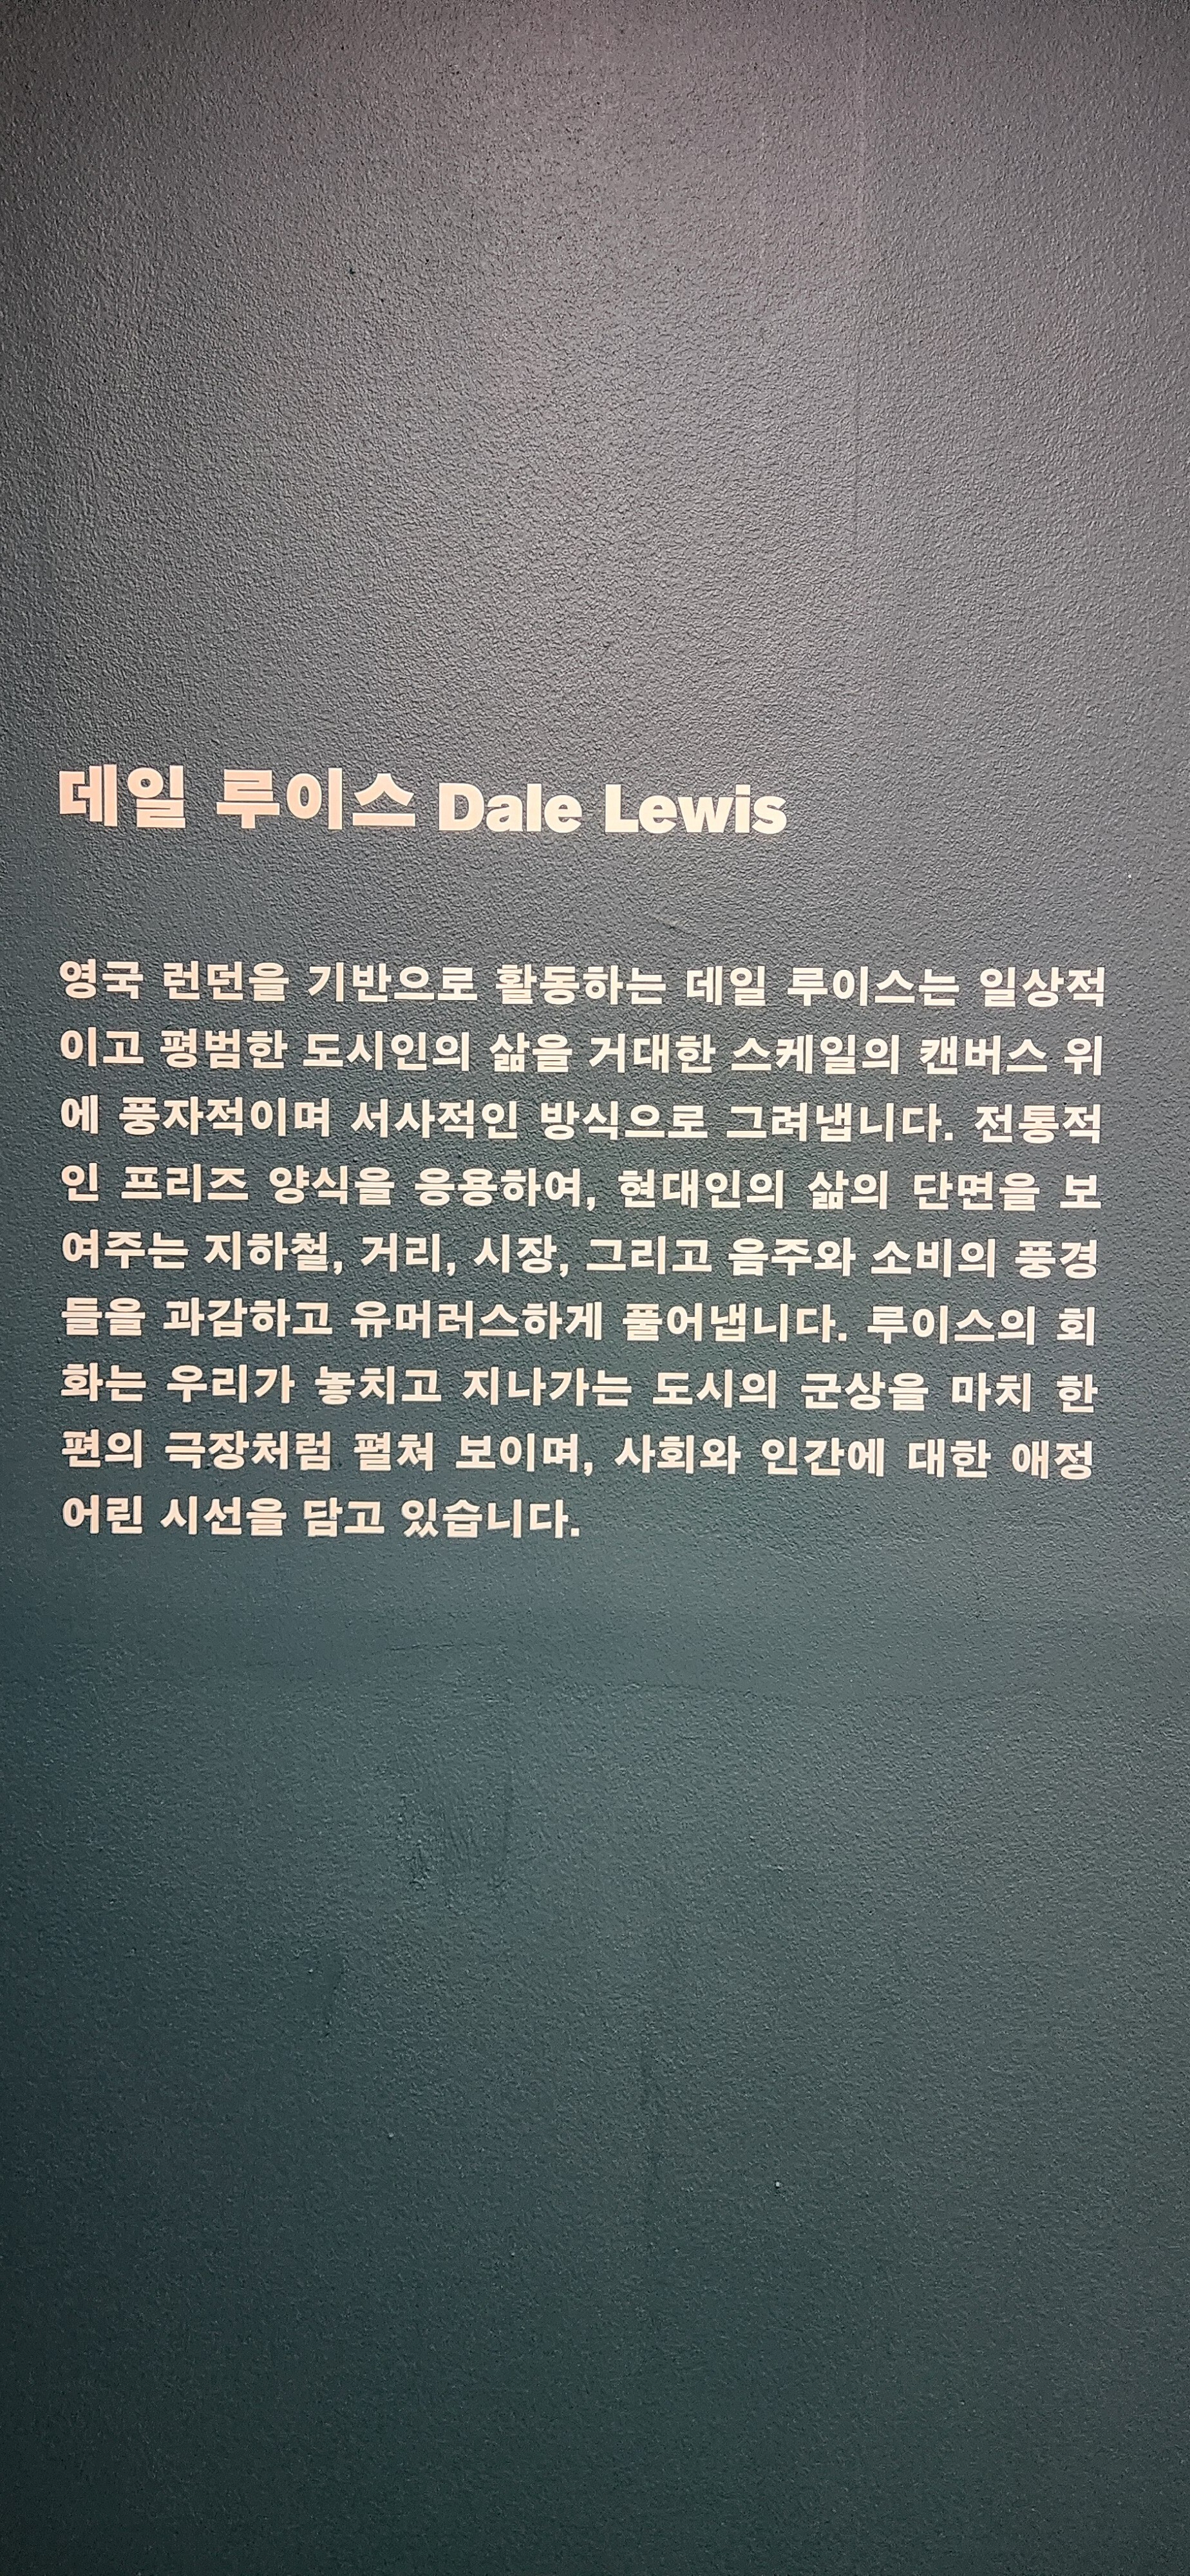 데일 루이스 Dale Lewis
영국 런던을 기반으로 활동하는 데일 루이스는 일상적
이고 평범한 도시인의 삶을 거대한 스케일의 캔버스 위
에 풍자적이며 서사적인 방식으로 그려냅니다. 전통적
인 프리즈 양식을 응용하여, 현대인의 삶의 단면을 보
여주는 지하철, 거리, 시장, 그리고 음주와 소비의 풍경
들을 과감하고 유머러스하게 풀어냅니다. 루이스의 회
화는 우리가 놓치고 지나가는 도시의 군상을 마치 한
편의 극장처럼 펼쳐 보이며, 사회와 인간에 대한 애정
어린 시선을 담고 있습니다.